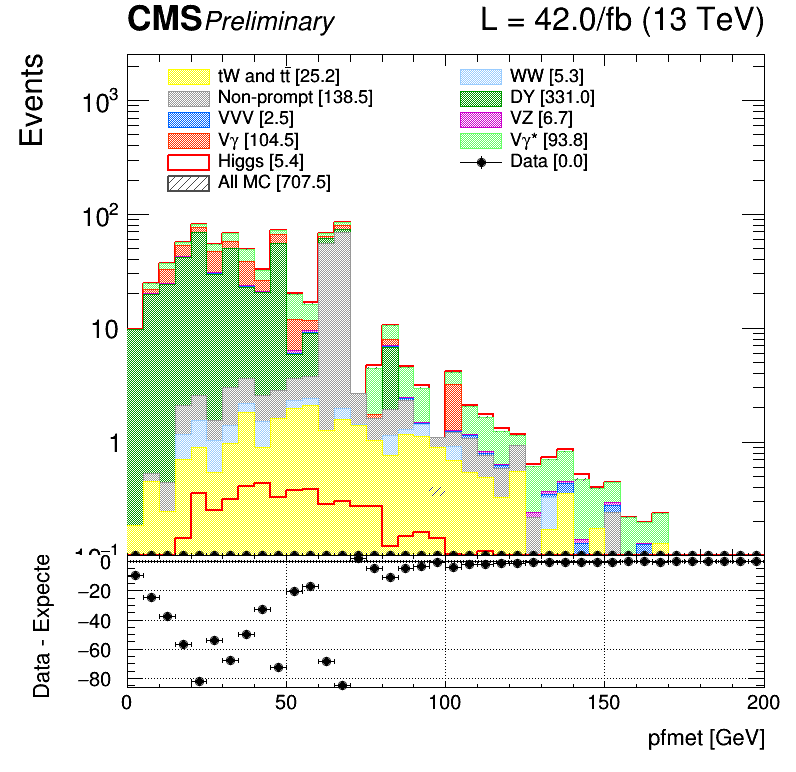 CMS Preliminary L = 42.0/fb (13 TeV)
Events
tW and tt̄ [25.2] WW [5.3]
Non-prompt [138.5] DY [331.0]
VVV [2.5] VZ [6.7]
Vγ [104.5] Vγ* [93.8]
Higgs [5.4] Data [0.0]
All MC [707.5]
10³
10²
10
1
10⁻¹
Data - Expecte
0
−20
−40
−60
−80
0 50 100 150 200
pfmet [GeV]